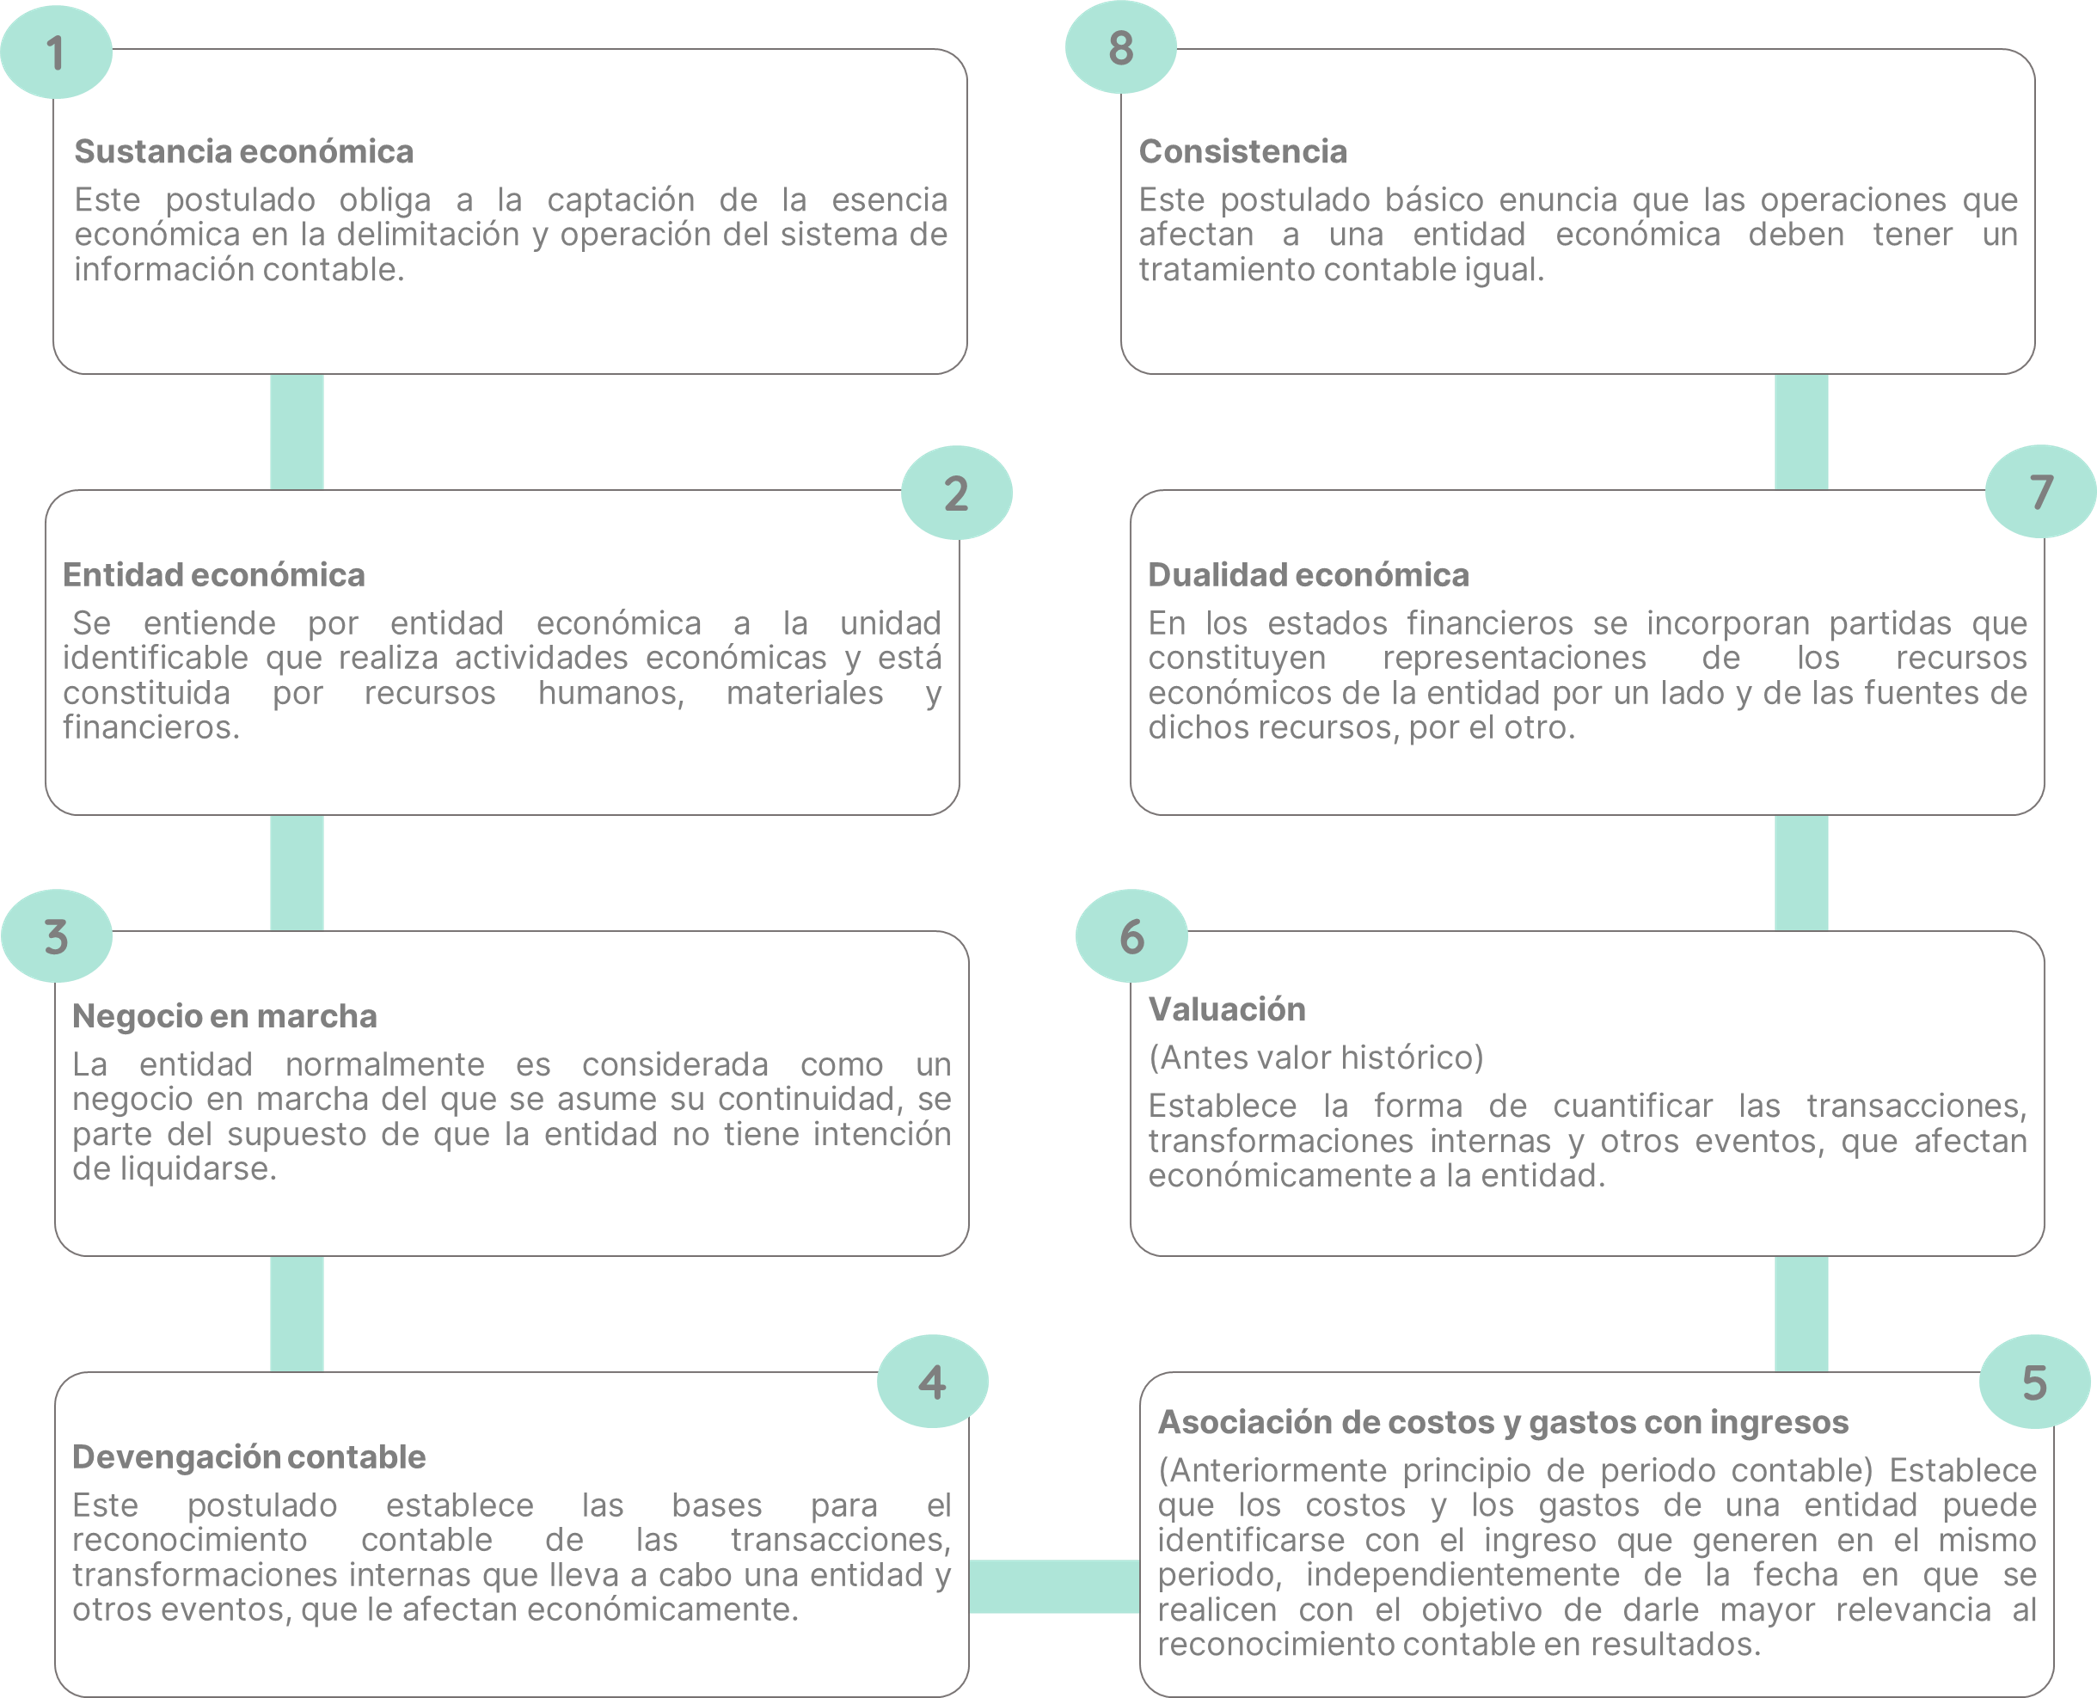 1
Sustancia económica
Este postulado obliga a la captación de la esencia
económica en la delimitación y operación del sistema de
información contable.
2
Entidad económica
Se entiende por entidad económica a la unidad
identificable que realiza actividades económicas y está
constituida por recursos humanos, materiales y
financieros.
3
Negocio en marcha
La entidad normalmente es considerada como un
negocio en marcha del que se asume su continuidad, se
parte del supuesto de que la entidad no tiene intención
de liquidarse.
4
Devengación contable
Este postulado establece las bases para el
reconocimiento contable de las transacciones,
transformaciones internas que lleva a cabo una entidad y
otros eventos, que le afectan económicamente.
5
Asociación de costos y gastos con ingresos
(Anteriormente principio de periodo contable) Establece
que los costos y los gastos de una entidad puede
identificarse con el ingreso que generen en el mismo
periodo, independientemente de la fecha en que se
realicen con el objetivo de darle mayor relevancia al
reconocimiento contable en resultados.
6
Valuación
(Antes valor histórico)
Establece la forma de cuantificar las transacciones,
transformaciones internas y otros eventos, que afectan
económicamente a la entidad.
7
Dualidad económica
En los estados financieros se incorporan partidas que
constituyen representaciones de los recursos
económicos de la entidad por un lado y de las fuentes de
dichos recursos, por el otro.
8
Consistencia
Este postulado básico enuncia que las operaciones que
afectan a una entidad económica deben tener un
tratamiento contable igual.